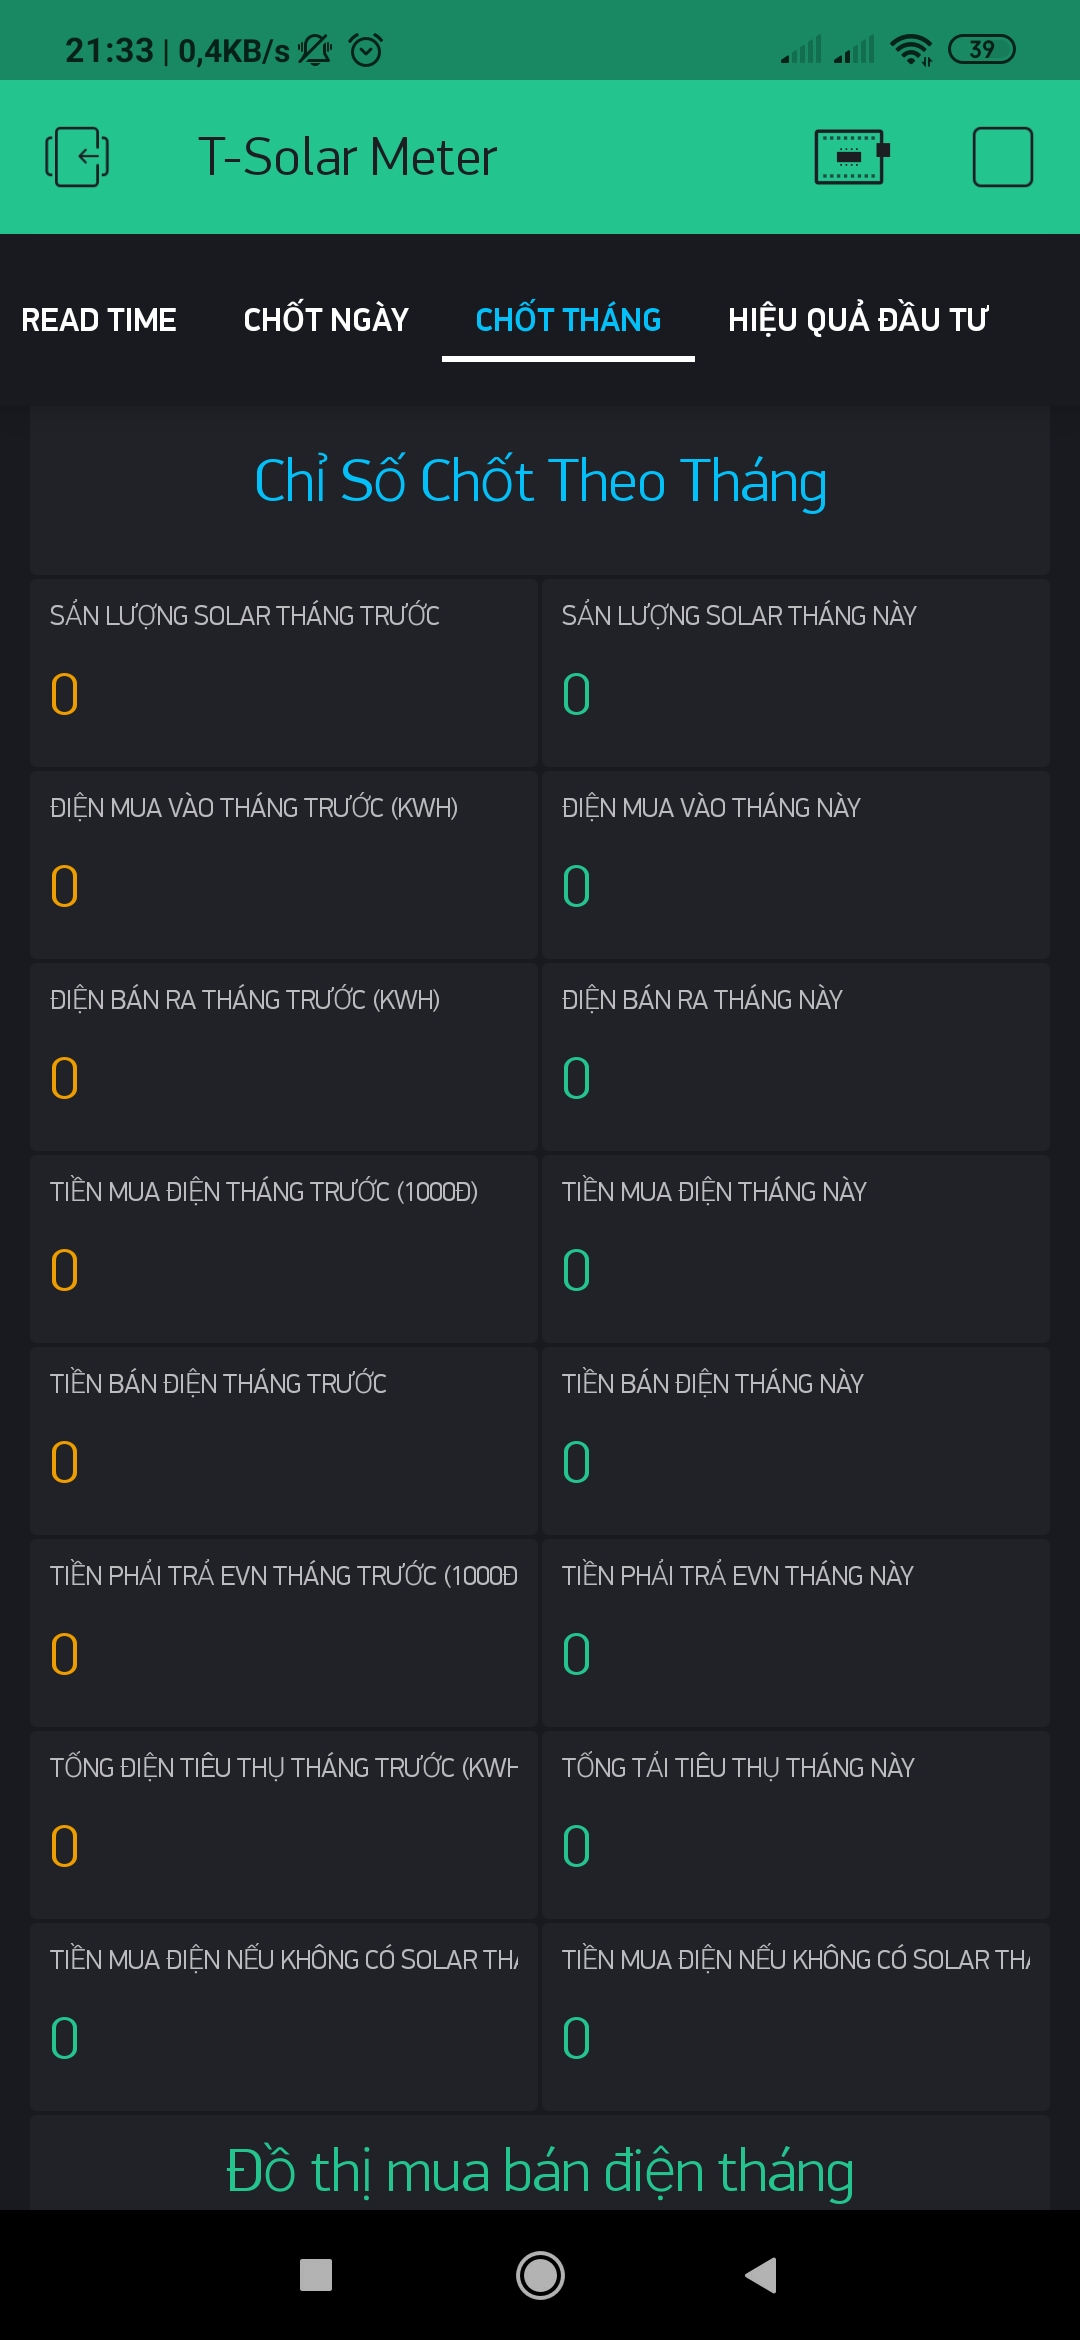 21:33 | 0,4KB/s
39
T-Solar Meter
READ TIME CHỐT NGÀY CHỐT THÁNG HIỆU QUẢ ĐẦU TƯ
Chỉ Số Chốt Theo Tháng
SẢN LƯỢNG SOLAR THÁNG TRƯỚC
0
SẢN LƯỢNG SOLAR THÁNG NÀY
0
ĐIỆN MUA VÀO THÁNG TRƯỚC (KWH)
0
ĐIỆN MUA VÀO THÁNG NÀY
0
ĐIỆN BÁN RA THÁNG TRƯỚC (KWH)
0
ĐIỆN BÁN RA THÁNG NÀY
0
TIỀN MUA ĐIỆN THÁNG TRƯỚC (1000Đ)
0
TIỀN MUA ĐIỆN THÁNG NÀY
0
TIỀN BÁN ĐIỆN THÁNG TRƯỚC
0
TIỀN BÁN ĐIỆN THÁNG NÀY
0
TIỀN PHẢI TRẢ EVN THÁNG TRƯỚC (1000Đ
0
TIỀN PHẢI TRẢ EVN THÁNG NÀY
0
TỔNG ĐIỆN TIÊU THỤ THÁNG TRƯỚC (KWH
0
TỔNG TẢI TIÊU THỤ THÁNG NÀY
0
TIỀN MUA ĐIỆN NẾU KHÔNG CÓ SOLAR THÁ
0
TIỀN MUA ĐIỆN NẾU KHÔNG CÓ SOLAR THÁ
0
Đồ thị mua bán điện tháng